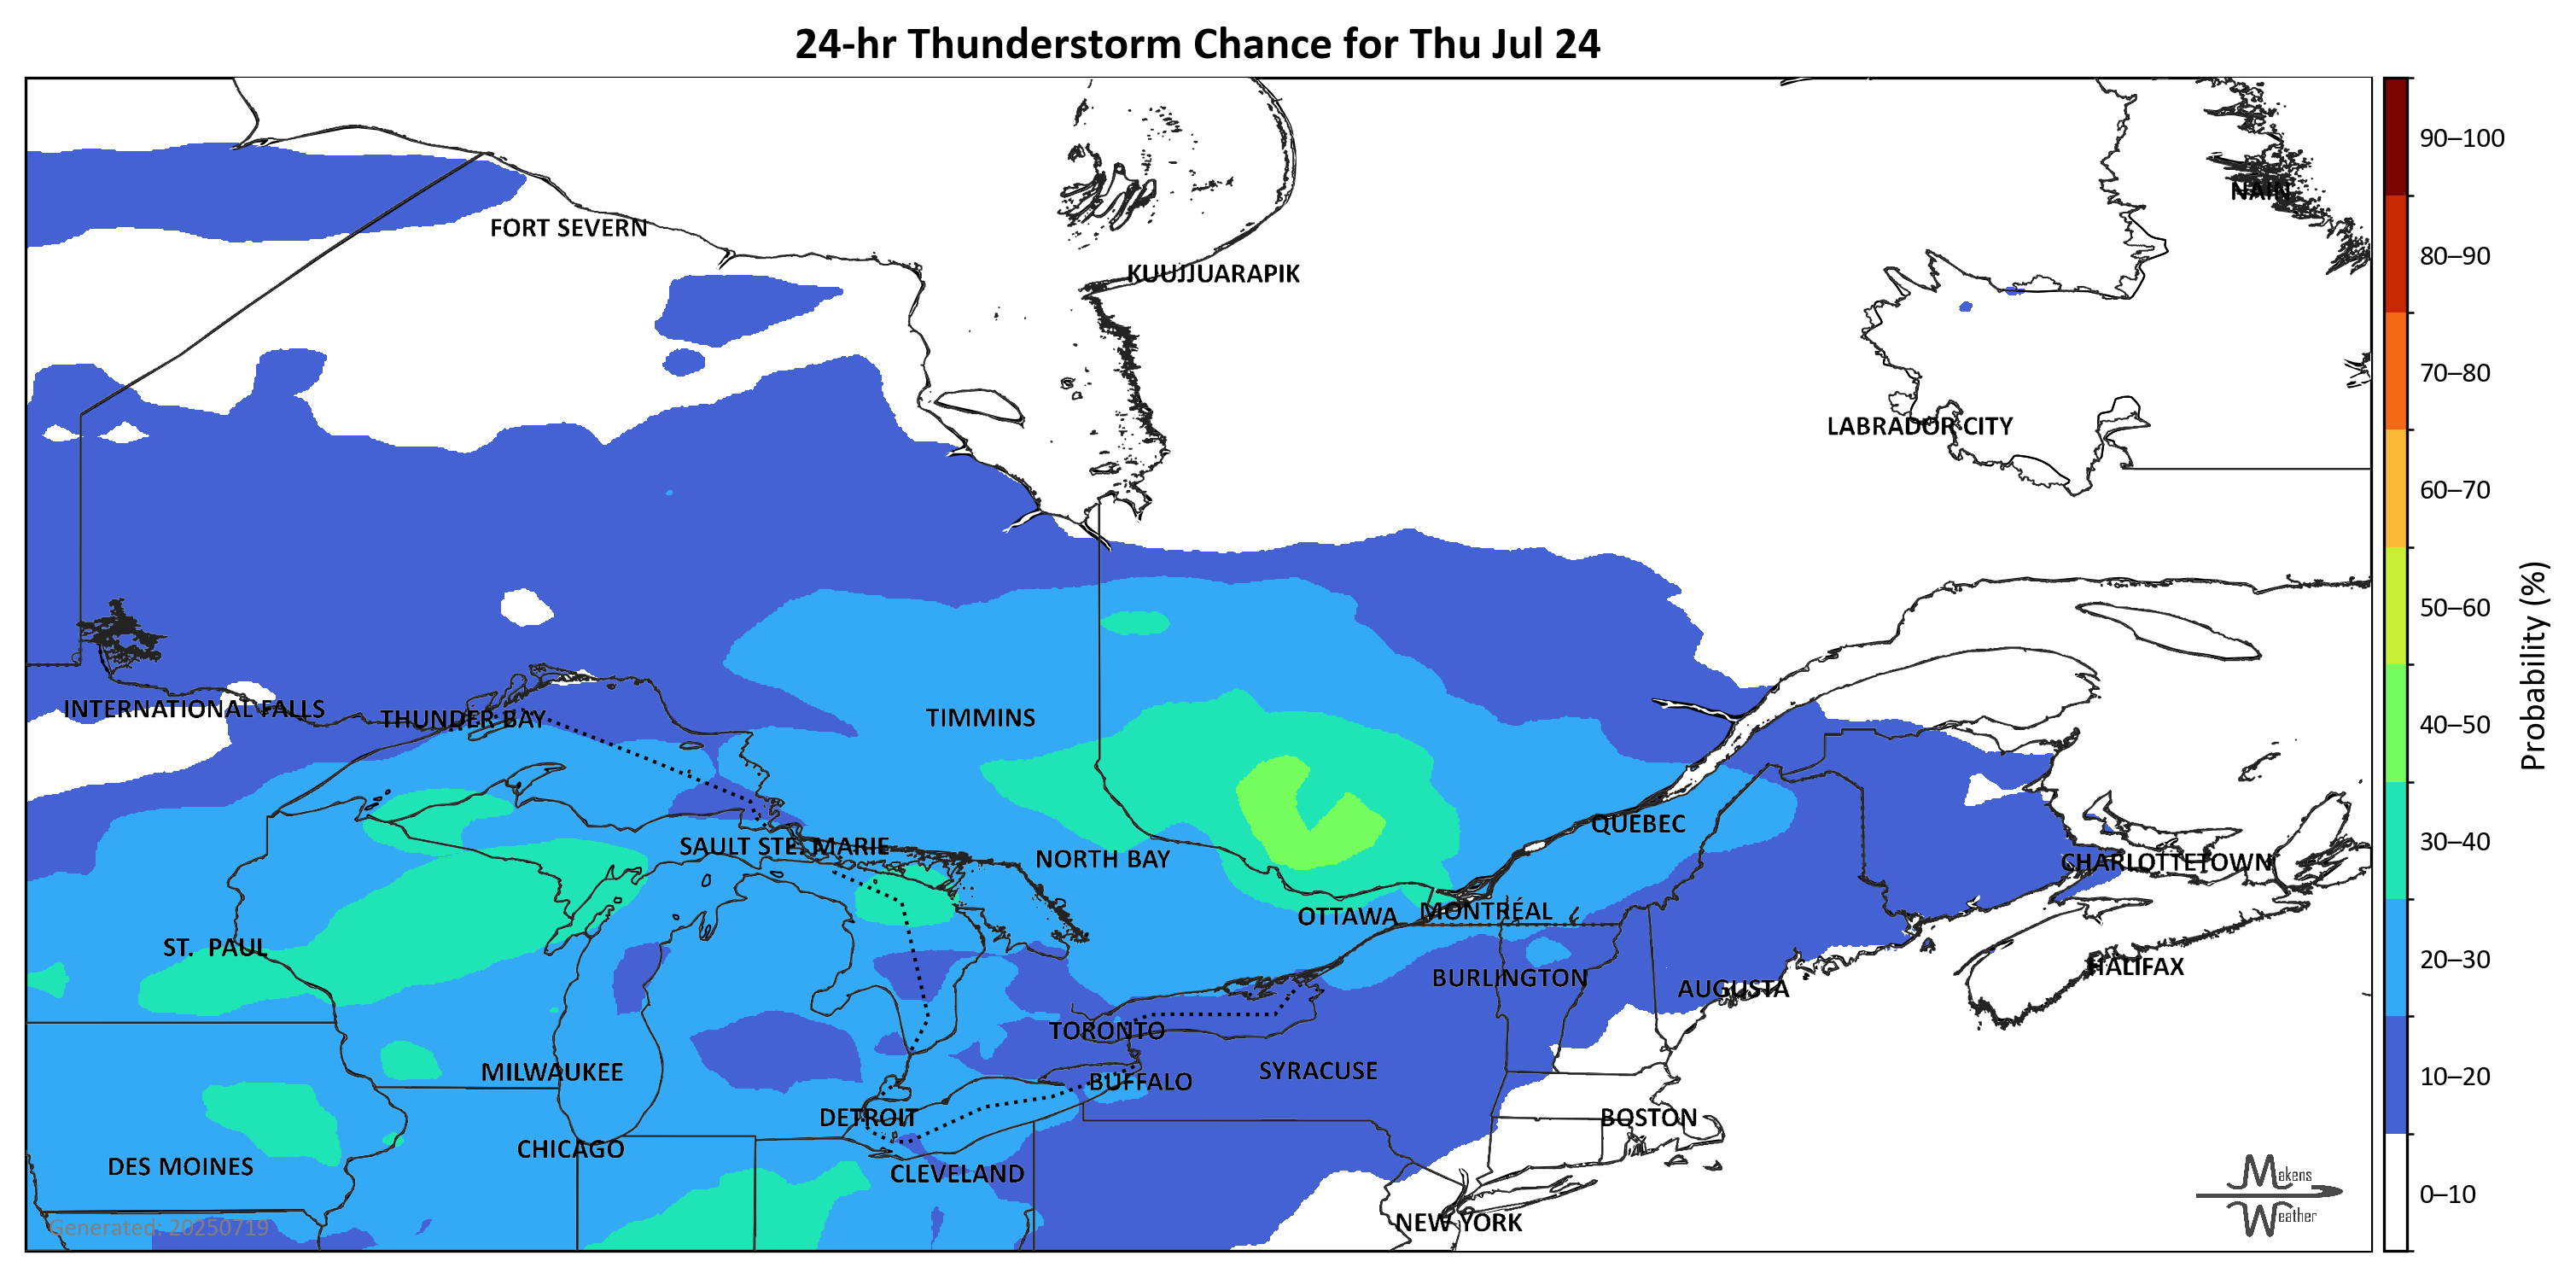 24-hr Thunderstorm Chance for Thu Jul 24
90–100
NAIN
FORT SEVERN
80–90
KUUJJUARAPIK
70–80
LABRADOR CITY
60–70
50–60
Probability (%)
INTERNATIONAL FALLS
THUNDER BAY
TIMMINS
40–50
QUEBEC
SAULT STE. MARIE
30–40
NORTH BAY
CHARLOTTETOWN
OTTAWA
MONTRÉAL
ST. PAUL
20–30
HALIFAX
BURLINGTON
AUGUSTA
TORONTO
SYRACUSE
MILWAUKEE
10–20
BUFFALO
DETROIT
BOSTON
CHICAGO
DES MOINES
CLEVELAND
Makens
Weather
0–10
NEW YORK
Generated: 20250719